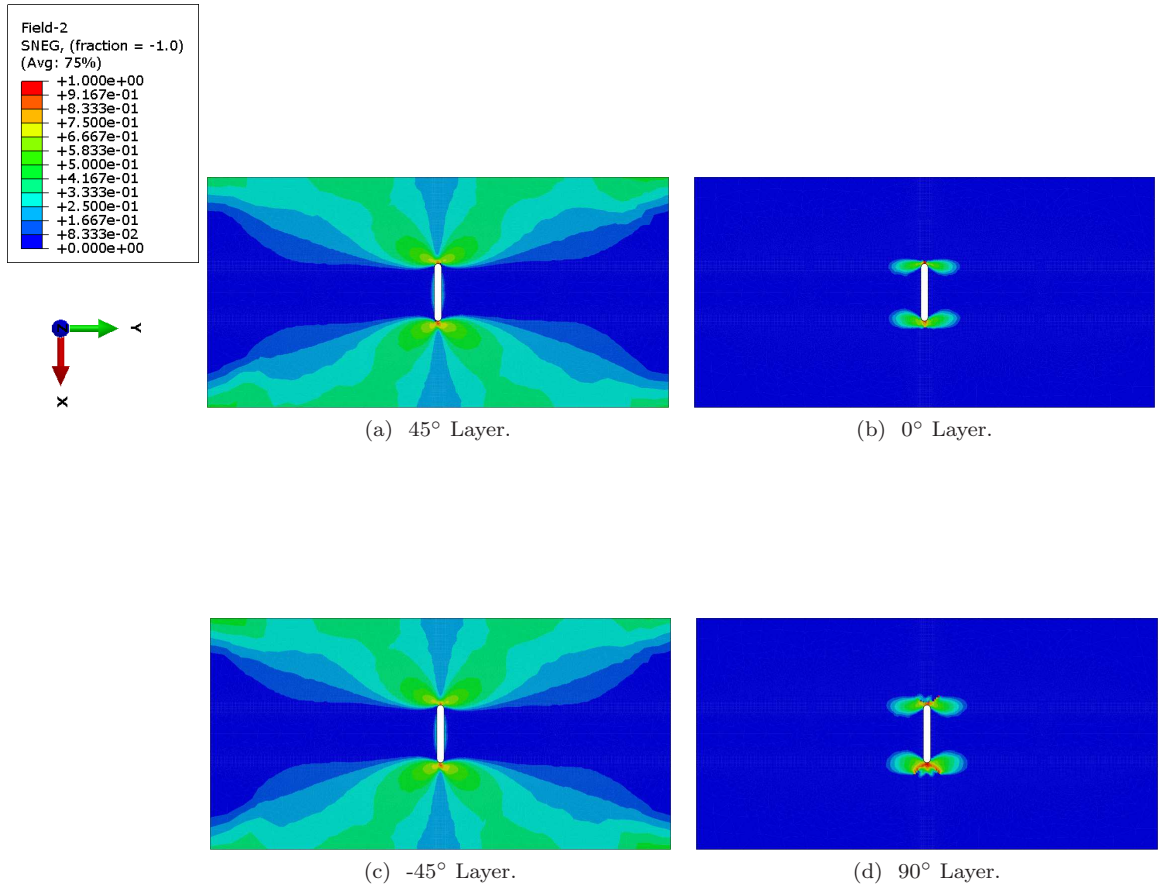 Field-2
SNEG, (fraction = -1.0)
(Avg: 75%)
+1.000e+00
+9.167e-01
+8.333e-01
+7.500e-01
+6.667e-01
+5.833e-01
+5.000e-01
+4.167e-01
+3.333e-01
+2.500e-01
+1.667e-01
+8.333e-02
+0.000e+00
Z
Y
X
(a) 45° Layer.
(b) 0° Layer.
(c) -45° Layer.
(d) 90° Layer.